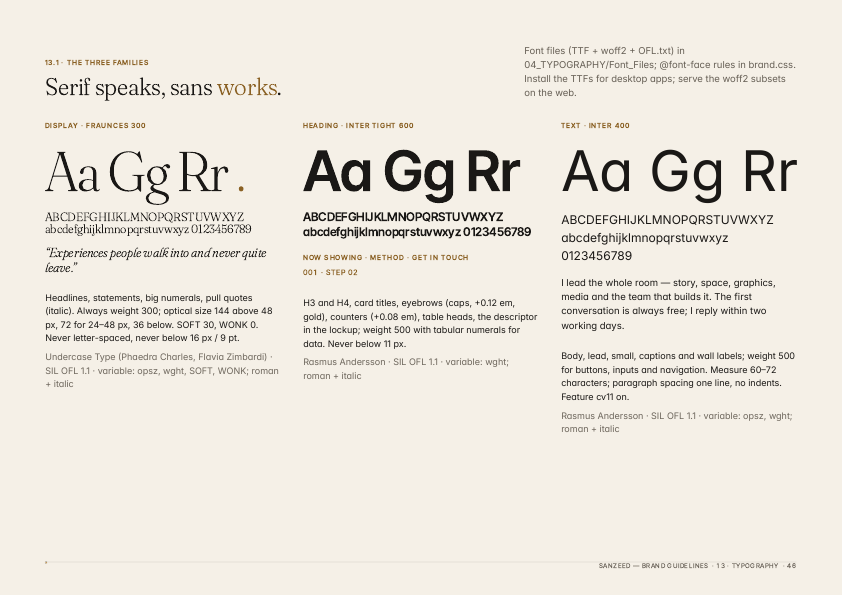 13.1 · THE THREE FAMILIES
Serif speaks, sans works.
Font files (TTF + woff2 + OFL.txt) in
04_TYPOGRAPHY/Font_Files; @font-face rules in brand.css.
Install the TTFs for desktop apps; serve the woff2 subsets
on the web.
DISPLAY · FRAUNCES 300
Aa Gg Rr .
ABCDEFGHIJKLMNOPQRSTUVWXYZ
abcdefghijklmnopqrstuvwxyz 0123456789
“Experiences people walk into and never quite
leave.”
Headlines, statements, big numerals, pull quotes
(italic). Always weight 300; optical size 144 above 48
px, 72 for 24–48 px, 36 below. SOFT 30, WONK 0.
Never letter-spaced, never below 16 px / 9 pt.
Undercase Type (Phaedra Charles, Flavia Zimbardi) ·
SIL OFL 1.1 · variable: opsz, wght, SOFT, WONK; roman
+ italic
HEADING · INTER TIGHT 600
Aa Gg Rr
ABCDEFGHIJKLMNOPQRSTUVWXYZ
abcdefghijklmnopqrstuvwxyz 0123456789
NOW SHOWING · METHOD · GET IN TOUCH
001 · STEP 02
H3 and H4, card titles, eyebrows (caps, +0.12 em,
gold), counters (+0.08 em), table heads, the descriptor
in the lockup; weight 500 with tabular numerals for
data. Never below 11 px.
Rasmus Andersson · SIL OFL 1.1 · variable: wght;
roman + italic
TEXT · INTER 400
Aa Gg Rr
ABCDEFGHIJKLMNOPQRSTUVWXYZ
abcdefghijklmnopqrstuvwxyz
0123456789
I lead the whole room — story, space, graphics,
media and the team that builds it. The first
conversation is always free; I reply within two
working days.
Body, lead, small, captions and wall labels; weight 500
for buttons, inputs and navigation. Measure 60–72
characters; paragraph spacing one line, no indents.
Feature cv11 on.
Rasmus Andersson · SIL OFL 1.1 · variable: opsz, wght;
roman + italic
SANZEED — BRAND GUIDELINES · 13 · TYPOGRAPHY · 46